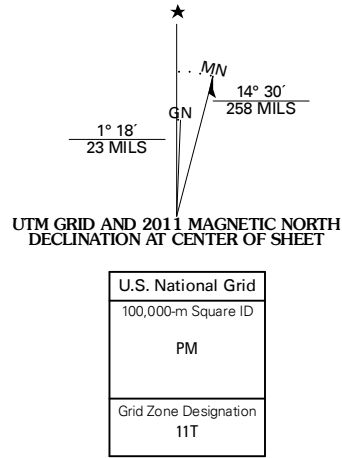 ★
MN
GN
14° 30´
258 MILS
1° 18´
23 MILS
UTM GRID AND 2011 MAGNETIC NORTH
DECLINATION AT CENTER OF SHEET
U.S. National Grid
100,000-m Square ID
PM
Grid Zone Designation
11T